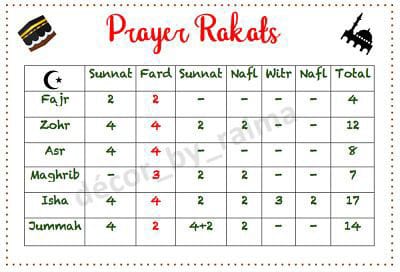 Prayer Rakats
Sunnat Fard Sunnat Nafl Witr Nafl Total
Fajr 2 2 - - - - 4
Zohr 4 4 2 2 - - 12
Asr 4 4 - - - - 8
Maghrib - 3 2 2 - - 7
Isha 4 4 2 2 3 2 17
Jummah 4 2 4+2 2 - - 14
décor_by_raima